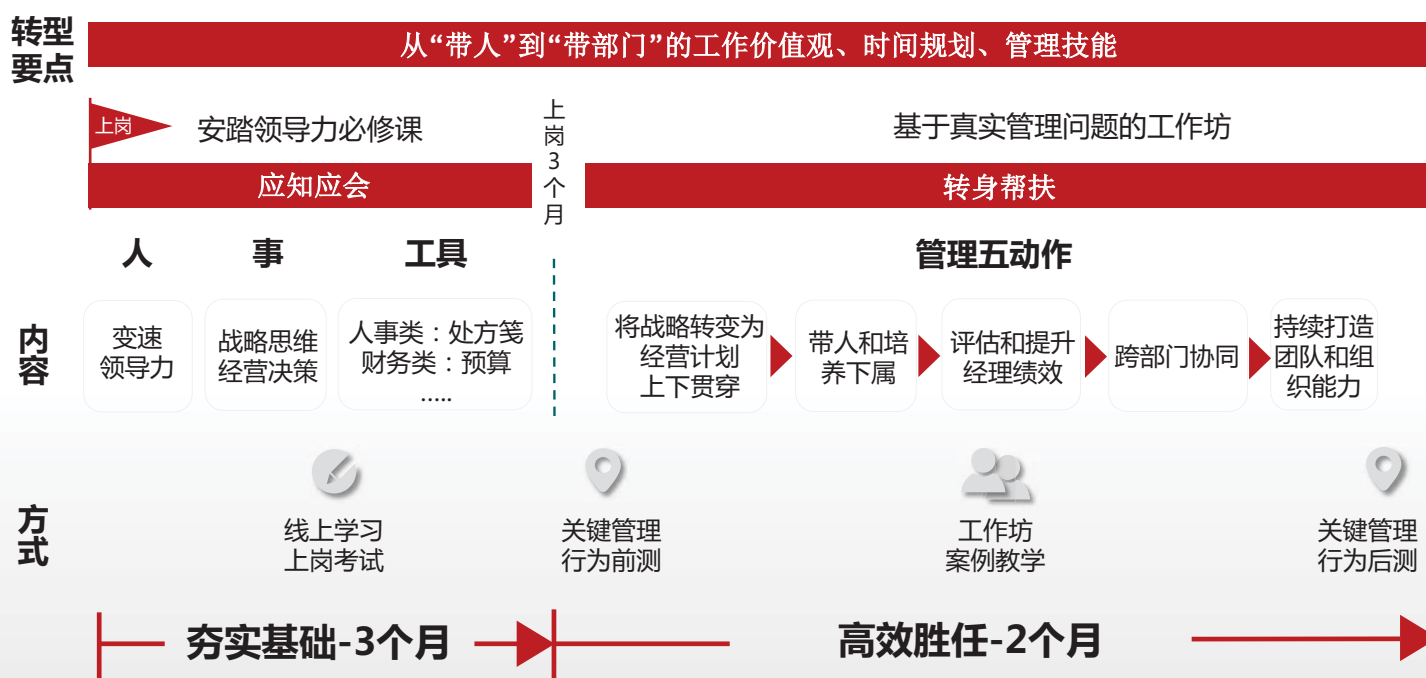 转型
要点
从“带人”到“带部门”的工作价值观、时间规划、管理技能
上岗
安踏领导力必修课
上岗3个月
基于真实管理问题的工作坊
应知应会
转身帮扶
人
事
工具
管理五动作
内容
变速
领导力
战略思维
经营决策
人事类：处方笺
财务类：预算
.....
将战略转变为
经营计划
上下贯穿
带人和培
养下属
评估和提升
经理绩效
跨部门协同
持续打造
团队和组
织能力
方式
线上学习
上岗考试
关键管理
行为前测
工作坊
案例教学
关键管理
行为后测
夯实基础-3个月
高效胜任-2个月